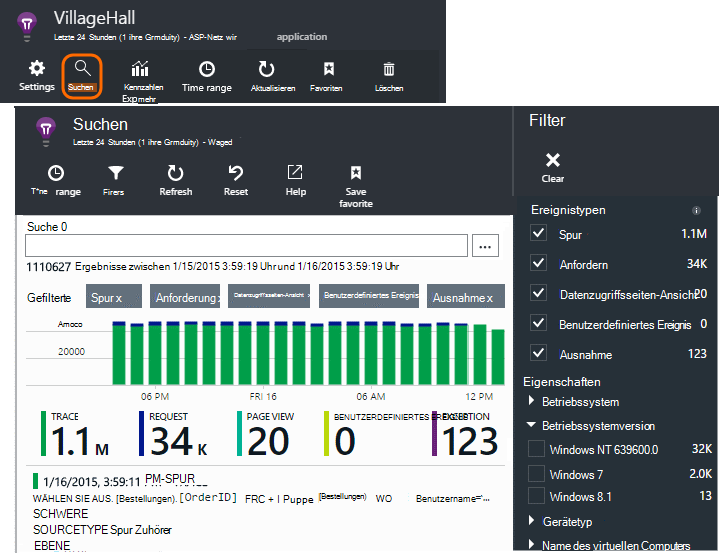 VillageHall
Letzte 24 Stunden (1 ihre Grmduity) - ASP-Netz wir application
Settings Suchen Kennzahlen Expmehr Time range Aktualisieren Favoriten Löschen
Suchen
Letzte 24 Stunden (1 ihre Grmduity) - Waged
T*ne range Firers Refresh Reset Help Save favorite
Suche 0
...
1110627 Ergebnisse zwischen 1/15/2015 3:59:19 Uhr und 1/16/2015 3:59:19 Uhr
Gefilterte Spur x Anforderung x Datenzugriffsseiten-Ansicht x Benutzerdefiniertes Ereignis Ausnahme x
Amoco
20000
06 PM FRI 16 06 AM 12 PM
TRACE REQUEST PAGE VIEW BENUTZERDEFINIERTES EREIGNIS EXCEPTION
1.1 M 34 K 20 0 123
1/16/2015, 3:59:11 PM-SPUR
WÄHLEN SIE AUS. [Bestellungen]. [OrderID] FRC + I Puppe [Bestellungen] WO Benutzername='...
SCHWERE
SOURCETYPE Spur Zuhörer
EBENE
Filter
Clear
Ereignistypen
Spur 1.1M
Anfordern 34K
Datenzugriffsseiten-Ansicht 20
Benutzerdefiniertes Ereignis 0
Ausnahme 123
Eigenschaften
Betriebssystem
Betriebssystemversion
Windows NT 639600.0 32K
Windows 7 2.0K
Windows 8.1 13
Gerätetyp
Name des virtuellen Computers